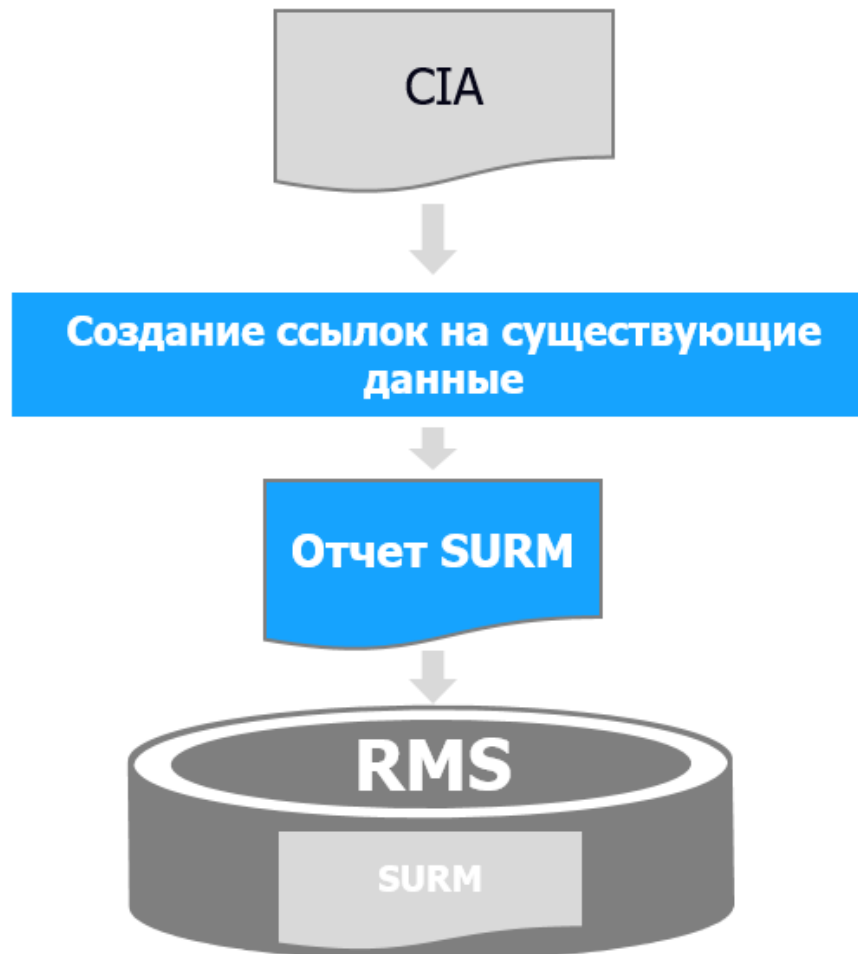 CIA
Создание ссылок на существующие
данные
Отчет SURM
RMS
SURM